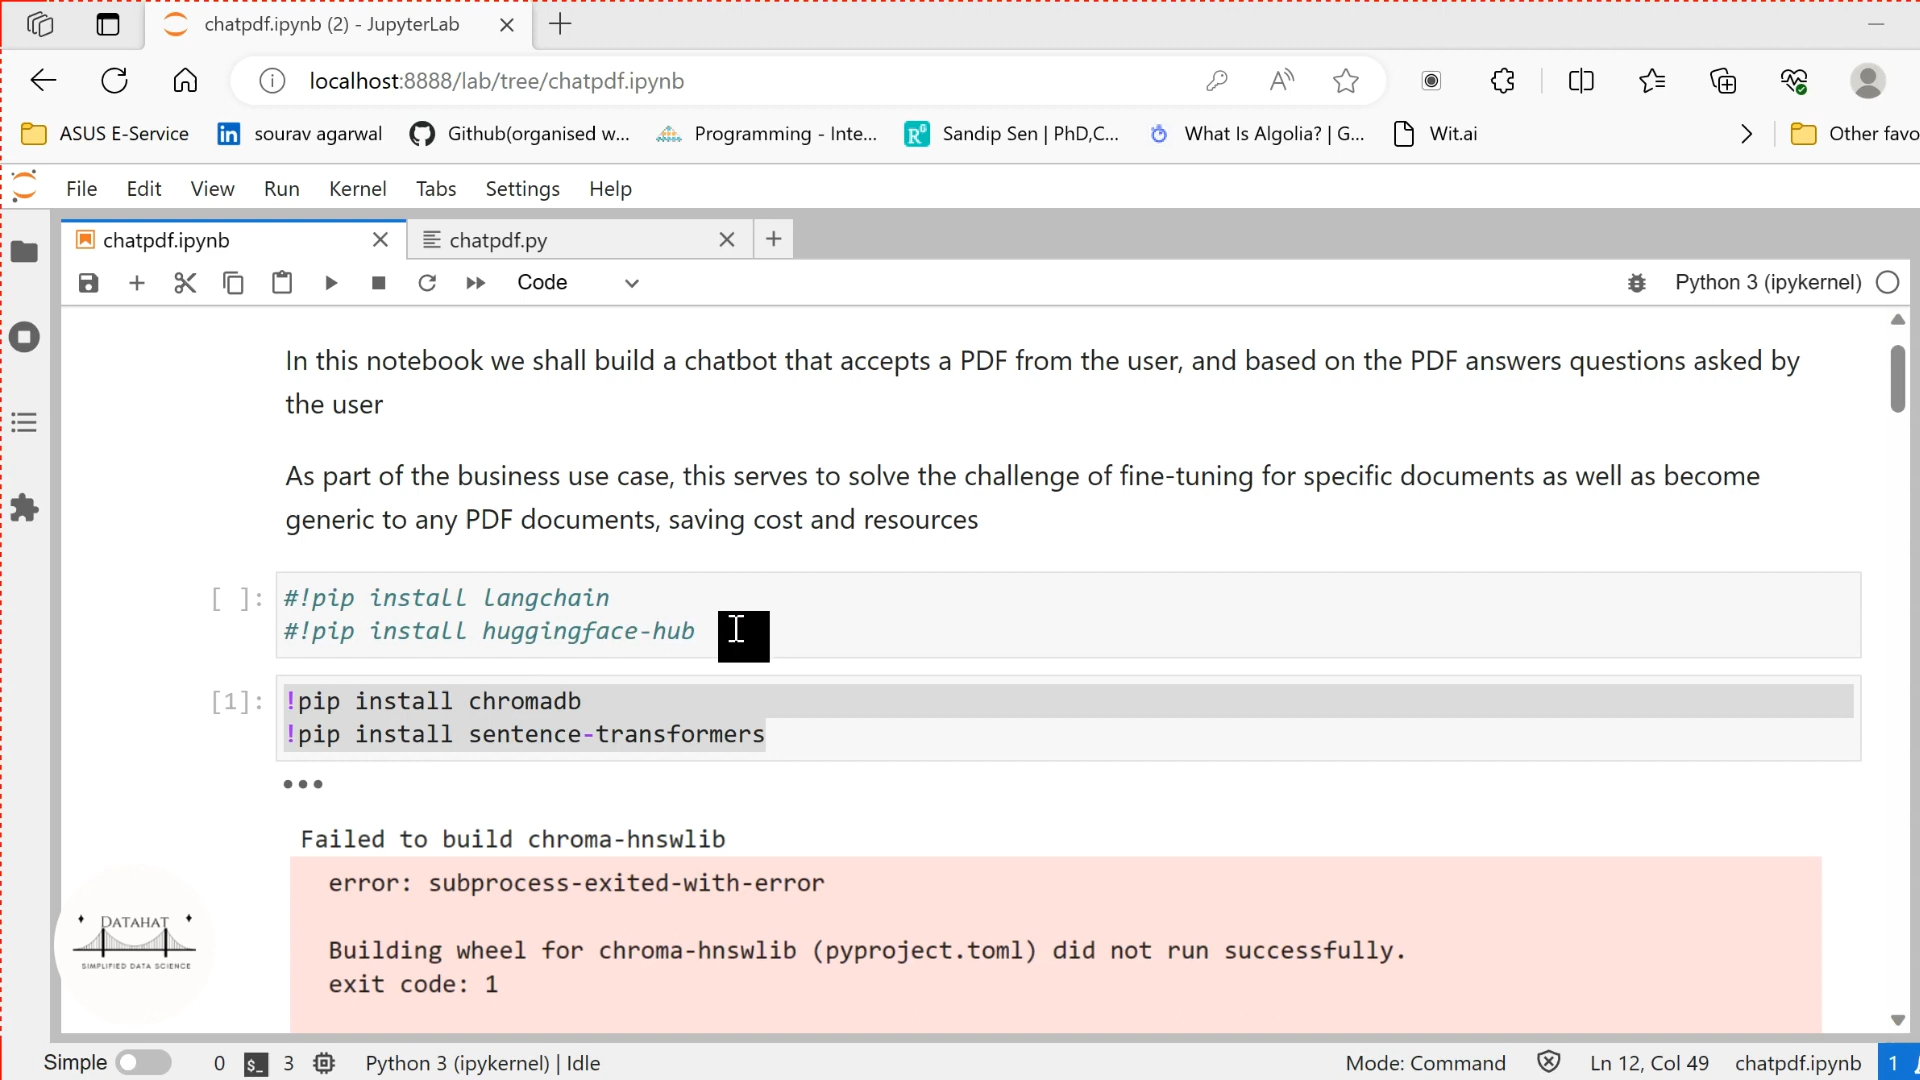 chatpdf.ipynb (2) - JupyterLab
localhost:8888/lab/tree/chatpdf.ipynb
ASUS E-Service sourav agarwal Github(organised w... Programming - Inte... Sandip Sen | PhD,C... What Is Algolia? | G... Wit.ai Other favo
File Edit View Run Kernel Tabs Settings Help
chatpdf.ipynb chatpdf.py
Code Python 3 (ipykernel)
In this notebook we shall build a chatbot that accepts a PDF from the user, and based on the PDF answers questions asked by
the user
As part of the business use case, this serves to solve the challenge of fine-tuning for specific documents as well as become
generic to any PDF documents, saving cost and resources
[ ]: #!pip install langchain
#!pip install huggingface-hub
[1]: !pip install chromadb
!pip install sentence-transformers
Failed to build chroma-hnswlib
error: subprocess-exited-with-error
Building wheel for chroma-hnswlib (pyproject.toml) did not run successfully.
exit code: 1
DATAHAT
SIMPLIFIED DATA SCIENCE
Simple 0 $_ 3 Python 3 (ipykernel) | Idle Mode: Command Ln 12, Col 49 chatpdf.ipynb 1